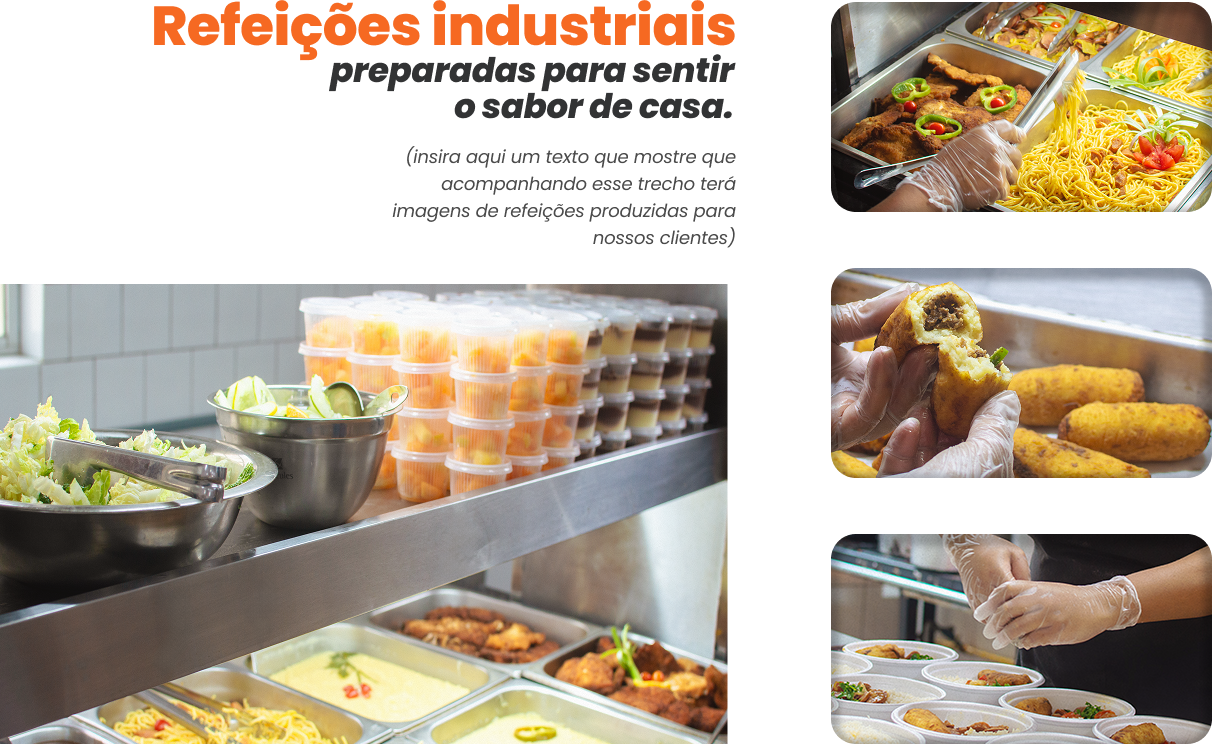 Refeições industriais
preparadas para sentir
o sabor de casa.
(insira aqui um texto que mostre que
acompanhando esse trecho terá
imagens de refeições produzidas para
nossos clientes)